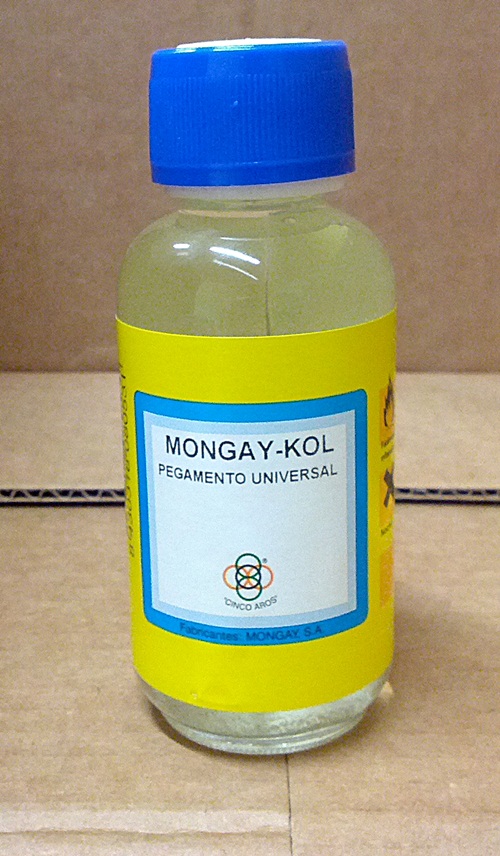 MONGAY-KOL
PEGAMENTO UNIVERSAL
®
"CINCO AROS"
Fabricantes: MONGAY, S.A.